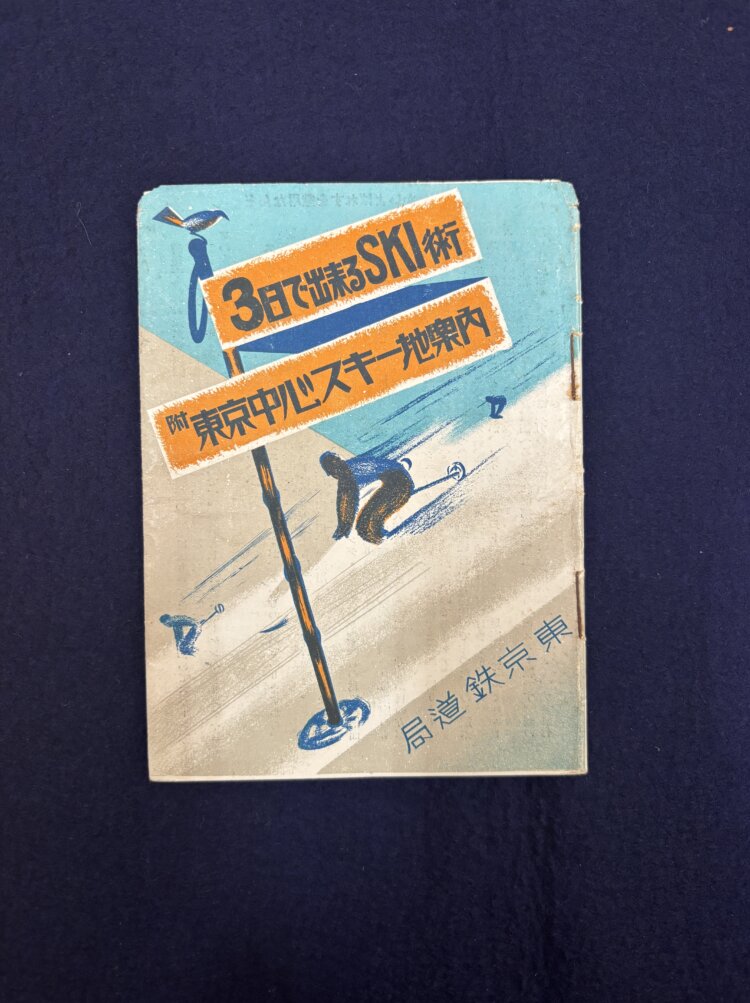 3日で出来るSKI術
附 東京中心スキー地案内
東京鉄道局